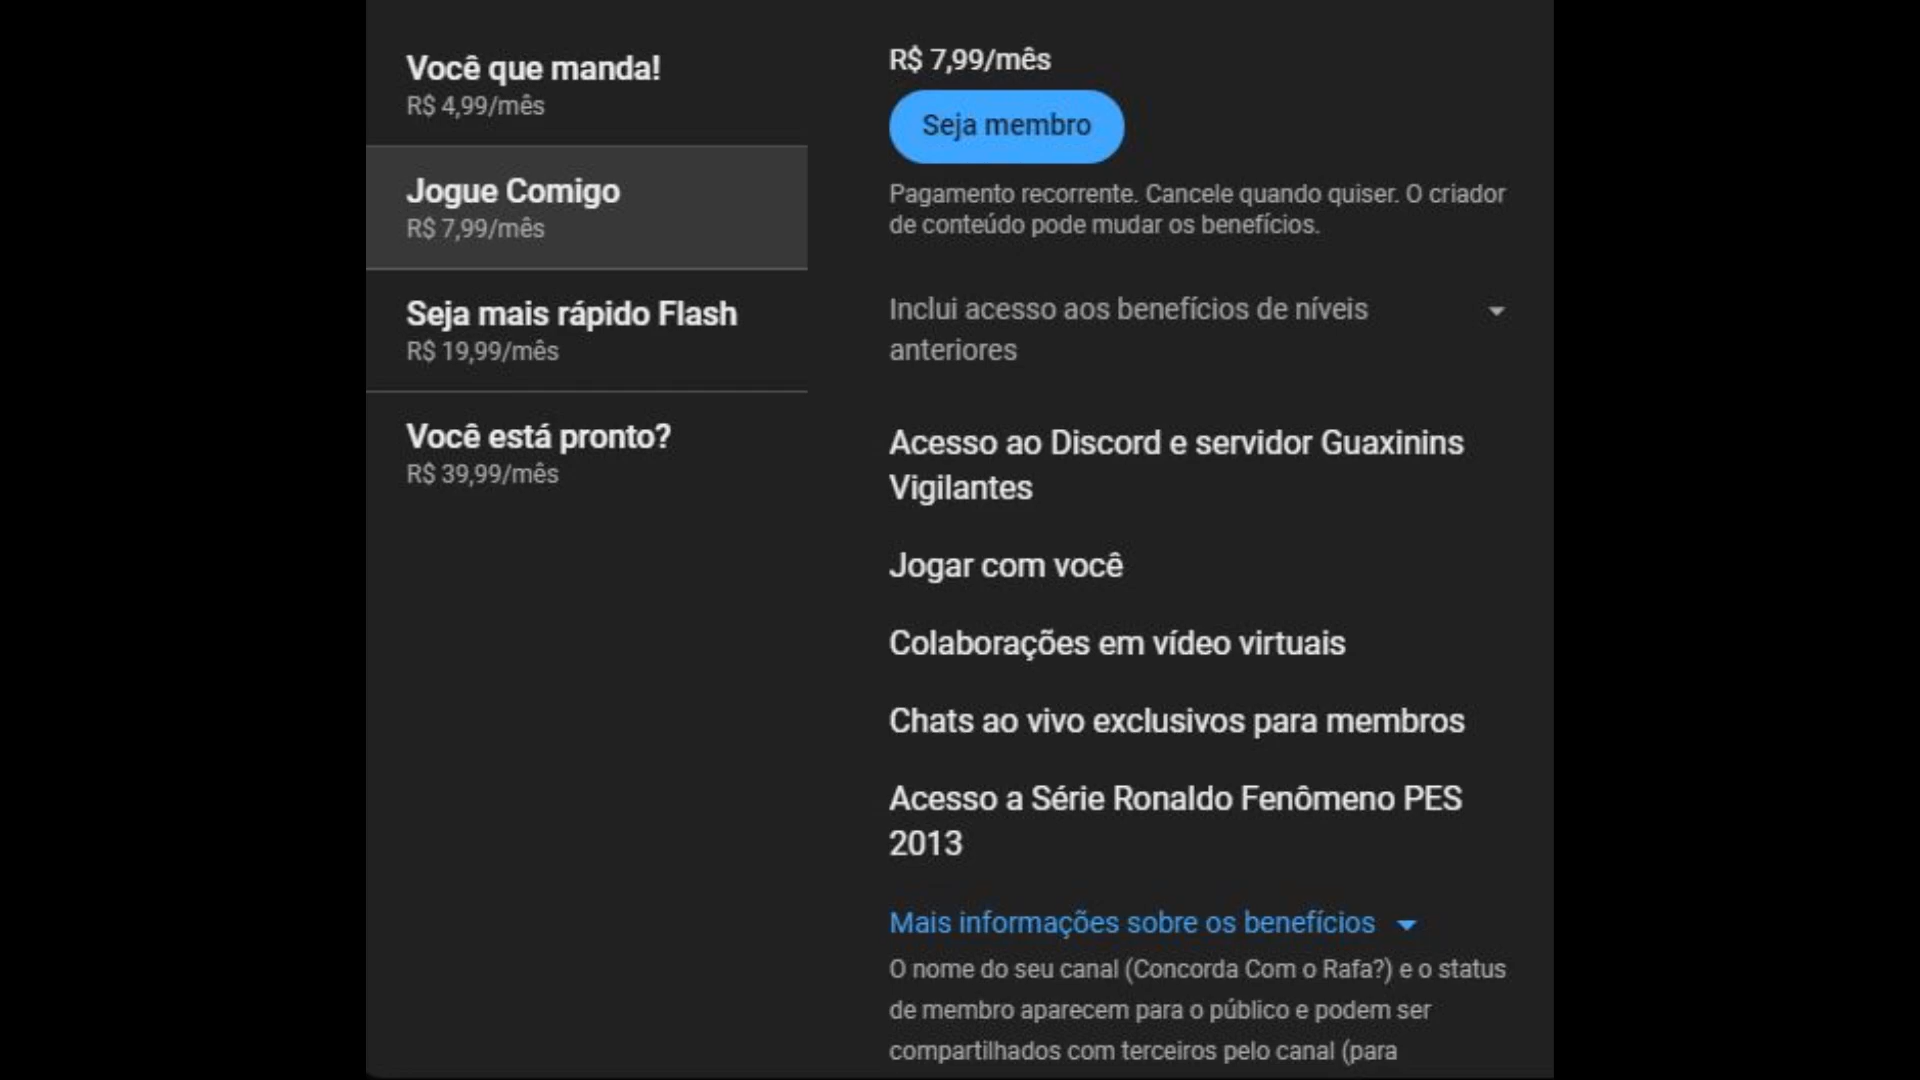 Você que manda!
R$ 4,99/mês
Jogue Comigo
R$ 7,99/mês
Seja mais rápido Flash
R$ 19,99/mês
Você está pronto?
R$ 39,99/mês
R$ 7,99/mês
Seja membro
Pagamento recorrente. Cancele quando quiser. O criador
de conteúdo pode mudar os benefícios.
Inclui acesso aos benefícios de níveis
anteriores
Acesso ao Discord e servidor Guaxinins
Vigilantes
Jogar com você
Colaborações em vídeo virtuais
Chats ao vivo exclusivos para membros
Acesso a Série Ronaldo Fenômeno PES
2013
Mais informações sobre os benefícios
O nome do seu canal (Concorda Com o Rafa?) e o status
de membro aparecem para o público e podem ser
compartilhados com terceiros pelo canal (para